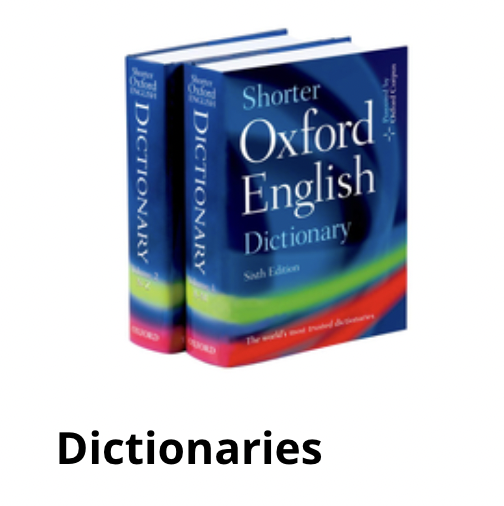 Shorter
Oxford
ENGLISH
DICTIONARY
OXFORD
Shorter
Oxford
ENGLISH
DICTIONARY
OXFORD
Shorter
Oxford
English
Dictionary
Sixth Edition
The world's most trusted dictionaries
Powered by
Oxford Corpus
Dictionaries